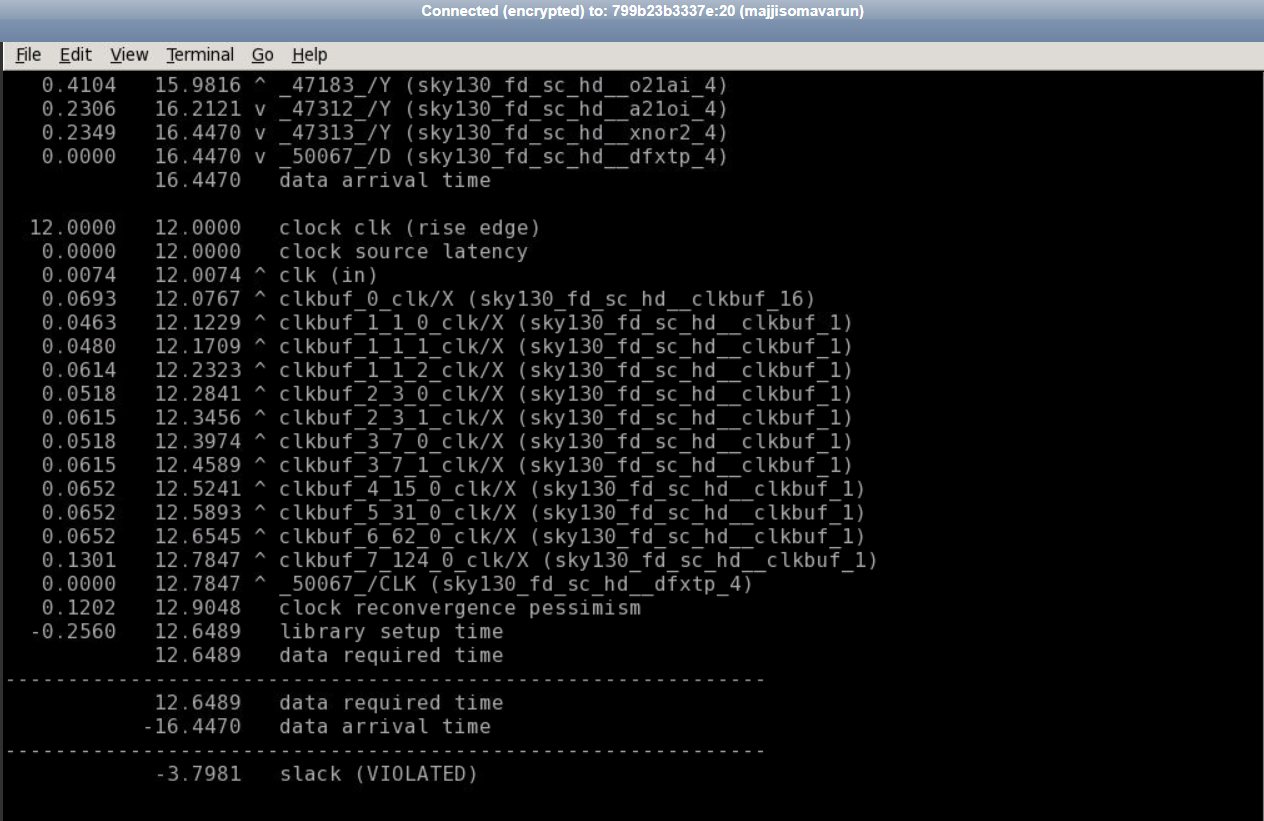 Connected (encrypted) to: 799b23b3337e:20 (majjisomavarun)
File Edit View Terminal Go Help
0.4104 15.9816 ^ _47183_/Y (sky130_fd_sc_hd__o21ai_4)
0.2306 16.2121 v _47312_/Y (sky130_fd_sc_hd__a21oi_4)
0.2349 16.4470 v _47313_/Y (sky130_fd_sc_hd__xnor2_4)
0.0000 16.4470 v _50067_/D (sky130_fd_sc_hd__dfxtp_4)
16.4470 data arrival time
12.0000 12.0000 clock clk (rise edge)
0.0000 12.0000 clock source latency
0.0074 12.0074 ^ clk (in)
0.0693 12.0767 ^ clkbuf_0_clk/X (sky130_fd_sc_hd__clkbuf_16)
0.0463 12.1229 ^ clkbuf_1_1_0_clk/X (sky130_fd_sc_hd__clkbuf_1)
0.0480 12.1709 ^ clkbuf_1_1_1_clk/X (sky130_fd_sc_hd__clkbuf_1)
0.0614 12.2323 ^ clkbuf_1_1_2_clk/X (sky130_fd_sc_hd__clkbuf_1)
0.0518 12.2841 ^ clkbuf_2_3_0_clk/X (sky130_fd_sc_hd__clkbuf_1)
0.0615 12.3456 ^ clkbuf_2_3_1_clk/X (sky130_fd_sc_hd__clkbuf_1)
0.0518 12.3974 ^ clkbuf_3_7_0_clk/X (sky130_fd_sc_hd__clkbuf_1)
0.0615 12.4589 ^ clkbuf_3_7_1_clk/X (sky130_fd_sc_hd__clkbuf_1)
0.0652 12.5241 ^ clkbuf_4_15_0_clk/X (sky130_fd_sc_hd__clkbuf_1)
0.0652 12.5893 ^ clkbuf_5_31_0_clk/X (sky130_fd_sc_hd__clkbuf_1)
0.0652 12.6545 ^ clkbuf_6_62_0_clk/X (sky130_fd_sc_hd__clkbuf_1)
0.1301 12.7847 ^ clkbuf_7_124_0_clk/X (sky130_fd_sc_hd__clkbuf_1)
0.0000 12.7847 ^ _50067_/CLK (sky130_fd_sc_hd__dfxtp_4)
0.1202 12.9048 clock reconvergence pessimism
-0.2560 12.6489 library setup time
12.6489 data required time
-------------------------------------------------------------
12.6489 data required time
-16.4470 data arrival time
-------------------------------------------------------------
-3.7981 slack (VIOLATED)